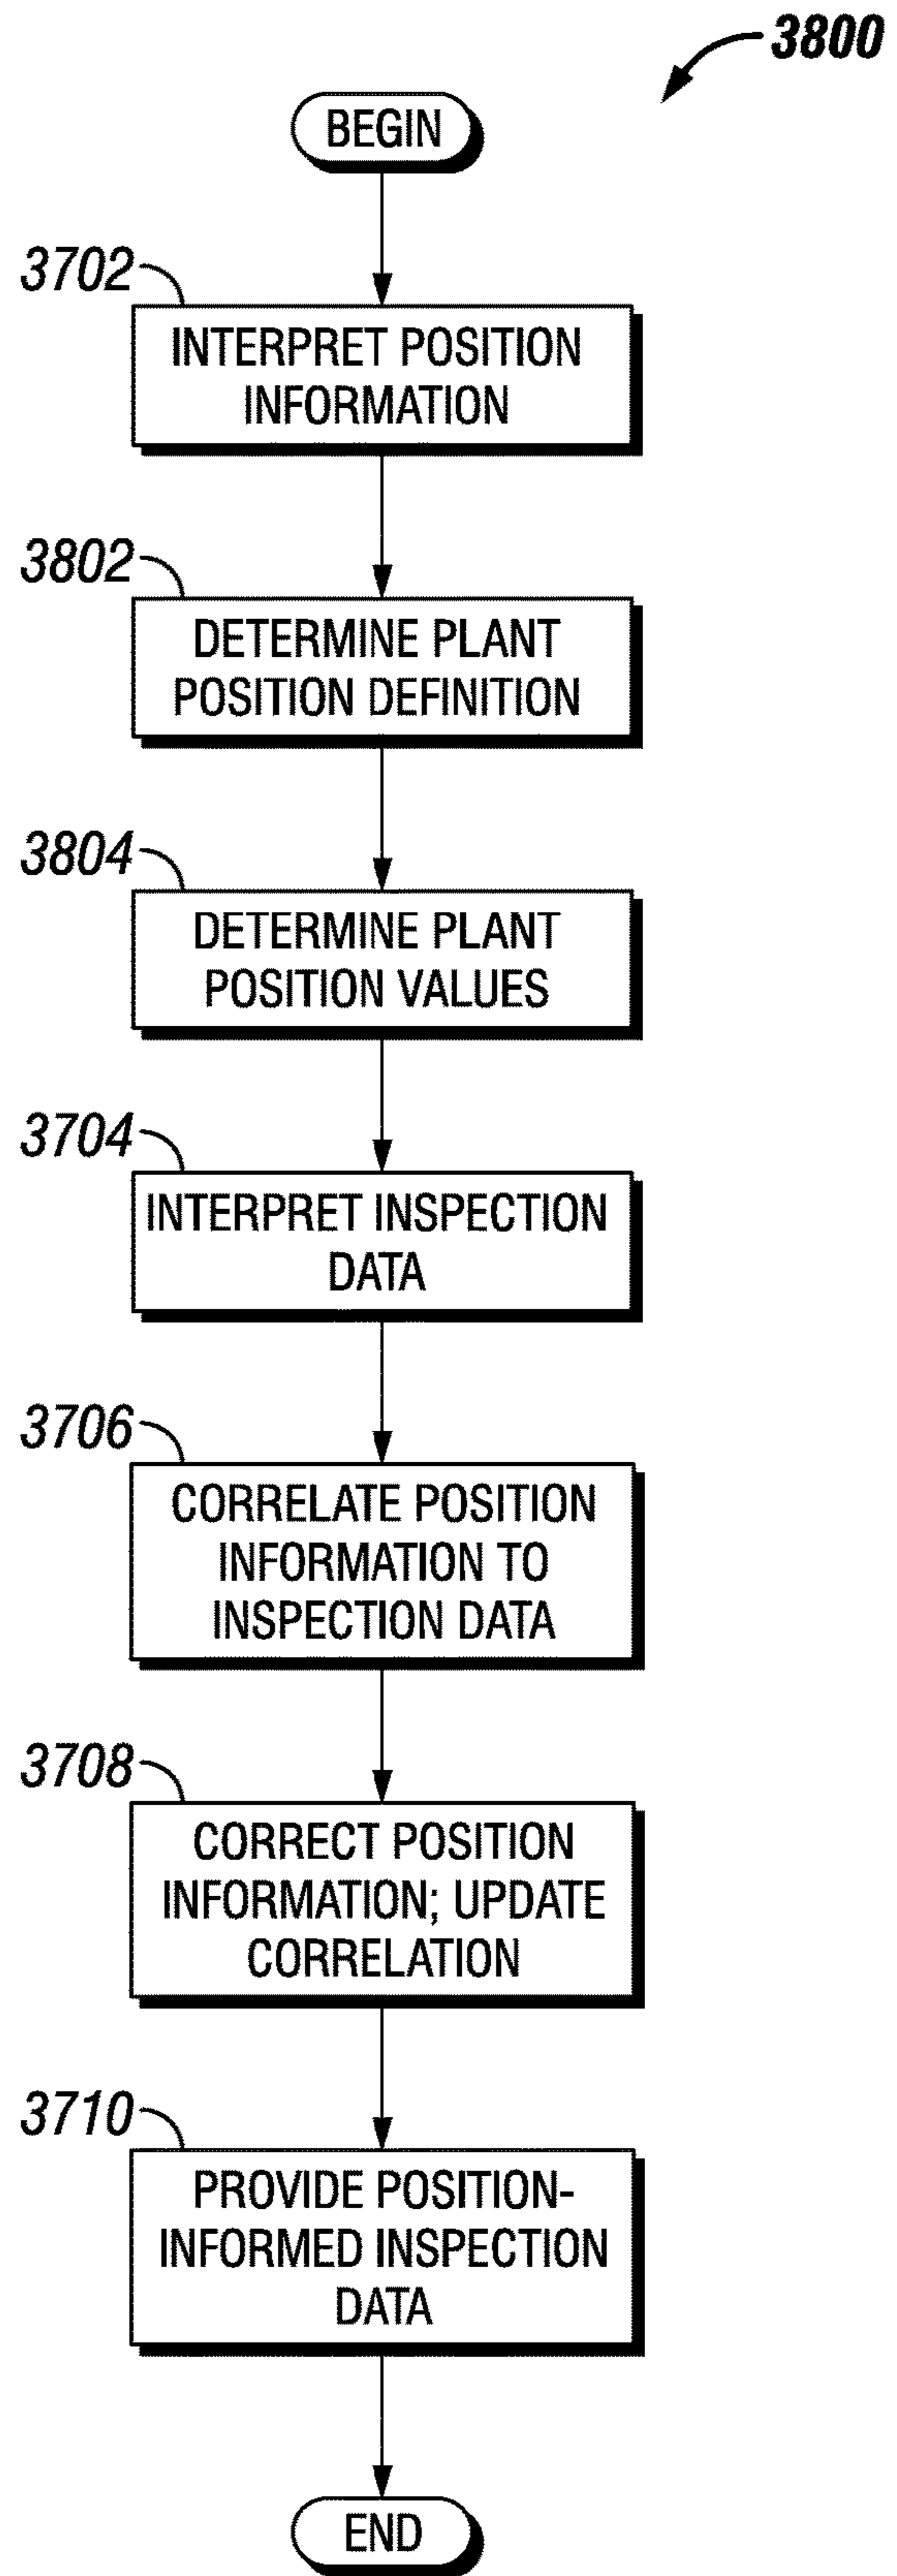 3800
BEGIN
3702
INTERPRET POSITION
INFORMATION
3802
DETERMINE PLANT
POSITION DEFINITION
3804
DETERMINE PLANT
POSITION VALUES
3704
INTERPRET INSPECTION
DATA
3706
CORRELATE POSITION
INFORMATION TO
INSPECTION DATA
3708
CORRECT POSITION
INFORMATION; UPDATE
CORRELATION
3710
PROVIDE POSITION-
INFORMED INSPECTION
DATA
END